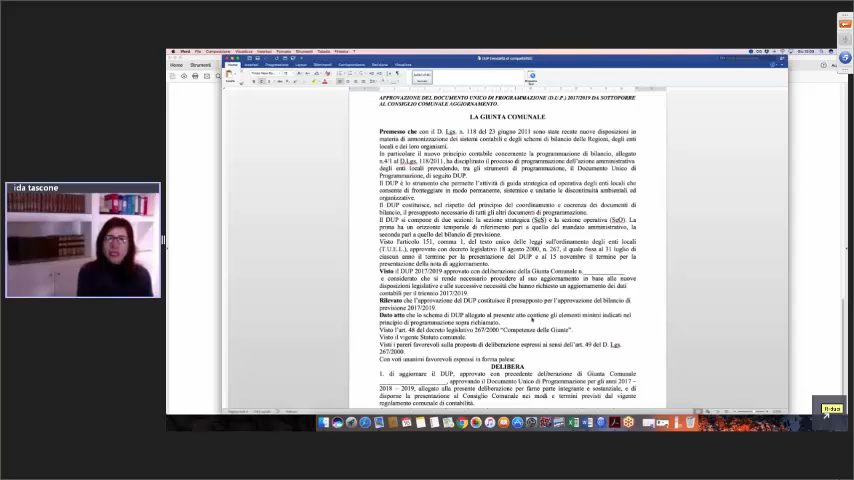 ida tascone
APPROVAZIONE DEL DOCUMENTO UNICO DI PROGRAMMAZIONE (D.U.P.) 2017/2019 DA SOTTOPORRE
AL CONSIGLIO COMUNALE AGGIORNAMENTO.
LA GIUNTA COMUNALE
Premesso che con il D. Lgs. n. 118 del 23 giugno 2011 sono state recate nuove disposizioni in
materia di armonizzazione dei sistemi contabili e degli schemi di bilancio delle Regioni, degli enti
locali e dei loro organismi.
In particolare il nuovo principio contabile concernente la programmazione di bilancio, allegato
n.4/1 al D.Lgs. 118/2011, ha disciplinato il processo di programmazione dell'azione amministrativa
degli enti locali prevedendo, tra gli strumenti di programmazione, il Documento Unico di
Programmazione, di seguito DUP.
Il DUP è lo strumento che permette l'attività di guida strategica ed operativa degli enti locali che
consente di fronteggiare in modo permanente, sistemico e unitario le discontinuità ambientali ed
organizzative.
Il DUP costituisce, nel rispetto del principio del coordinamento e coerenza dei documenti di
bilancio, il presupposto necessario di tutti gli altri documenti di programmazione.
Il DUP si compone di due sezioni: la sezione strategica (SeS) e la sezione operativa (SeO). La
prima ha un orizzonte temporale di riferimento pari a quello del mandato amministrativo, la
seconda pari a quello del bilancio di previsione.
Visto l'articolo 151, comma 1, del testo unico delle leggi sull'ordinamento degli enti locali
(T.U.E.L.), approvato con decreto legislativo 18 agosto 2000, n. 267, il quale fissa al 31 luglio di
ciascun anno il termine per la presentazione del DUP e al 15 novembre il termine per la
presentazione della nota di aggiornamento.
Visto il DUP 2017/2019 approvato con deliberazione della Giunta Comunale n.____________
e considerato che si rende necessario procedere al suo aggiornamento in base alle nuove
disposizioni legislative e alle successive necessità che hanno richiesto un aggiornamento dei dati
contabili per il triennio 2017/2019.
Rilevato che l'approvazione del DUP costituisce il presupposto per l'approvazione del bilancio di
previsione 2017/2019.
Dato atto che lo schema di DUP allegato al presente atto contiene gli elementi minimi indicati nel
principio di programmazione sopra richiamato.
Visto l'art. 48 del decreto legislativo 267/2000 "Competenze delle Giunte".
Visto il vigente Statuto comunale.
Visti i pareri favorevoli sulla proposta di deliberazione espressi ai sensi dell'art. 49 del D. Lgs.
267/2000.
Con voti unanimi favorevoli espressi in forma palese
DELIBERA
1. di aggiornare il DUP, approvato con precedente deliberazione di Giunta Comunale
____________, approvando il Documento Unico di Programmazione per gli anni 2017 –
2018 – 2019, allegato alla presente deliberazione per farne parte integrante e sostanziale, e di
disporne la presentazione al Consiglio Comunale nei modi e termini previsti dal vigente
regolamento comunale di contabilità.